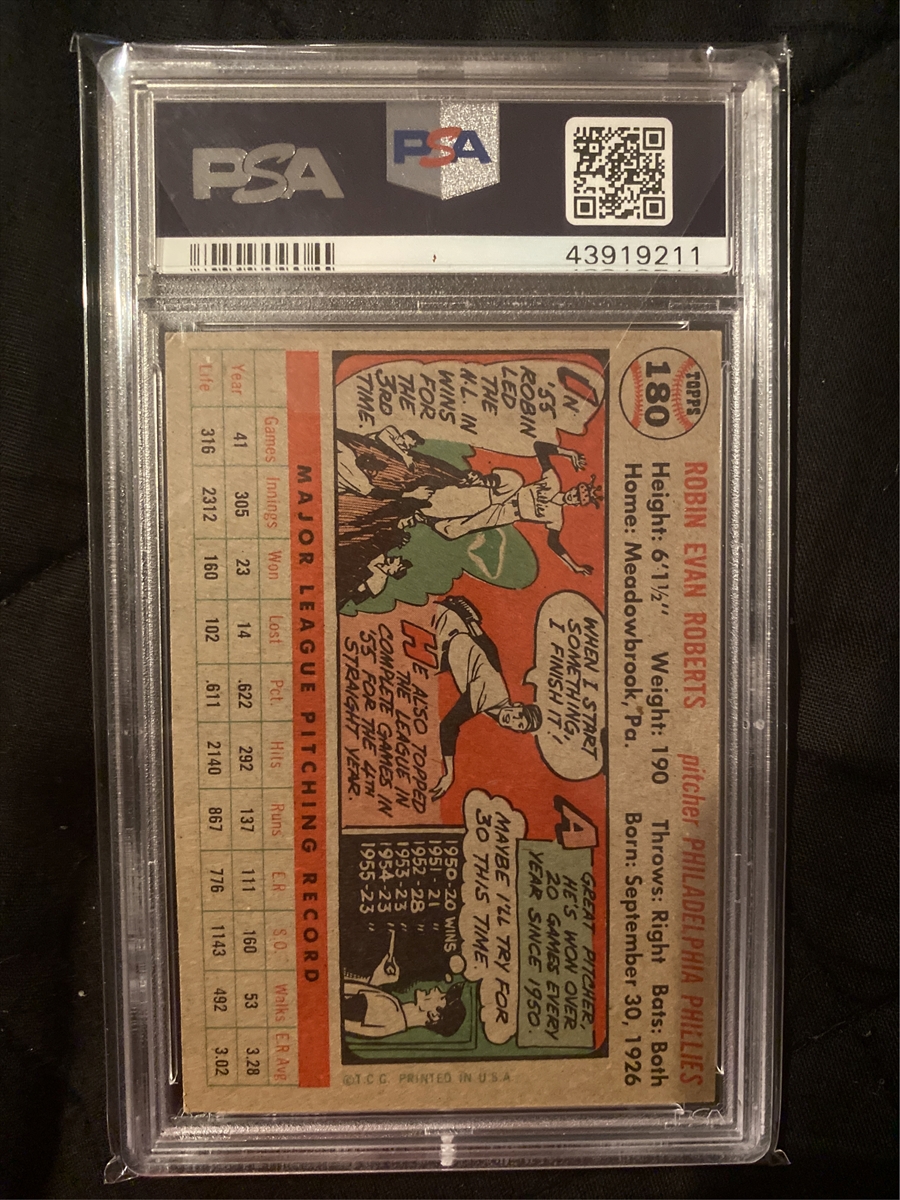 PSA
PSA
43919211
TOPPS
180
ROBIN EVAN ROBERTS pitcher PHILADELPHIA PHILLIES
Height: 6'1½" Weight: 190 Throws: Right Bats: Both
Home: Meadowbrook, Pa. Born: September 30, 1926
IN
'55
ROBIN
LED
THE
N.L. IN
WINS
FOR
THE
3RD
TIME.
Phillies
WHEN I START
SOMETHING,
I FINISH IT!
HE ALSO TOPPED
THE LEAGUE IN
COMPLETE GAMES IN
'55 FOR THE 4TH
STRAIGHT YEAR.
A GREAT PITCHER,
HE'S WON OVER
20 GAMES EVERY
YEAR SINCE 1950.
MAYBE I'LL TRY FOR
30 THIS TIME.
1950-20 WINS
1951-21 "
1952-28 "
1953-23 "
1954-23 "
1955-23 "
©T.C.G. PRINTED IN U.S.A.
MAJOR LEAGUE PITCHING RECORD
Games Innings Won Lost Pct. Hits Runs E.R. S.O. Walks E.R.Avg
Year 41 305 23 14 .622 292 137 111 160 53 3.28
Life 316 2312 160 102 .611 2140 867 776 1143 492 3.02